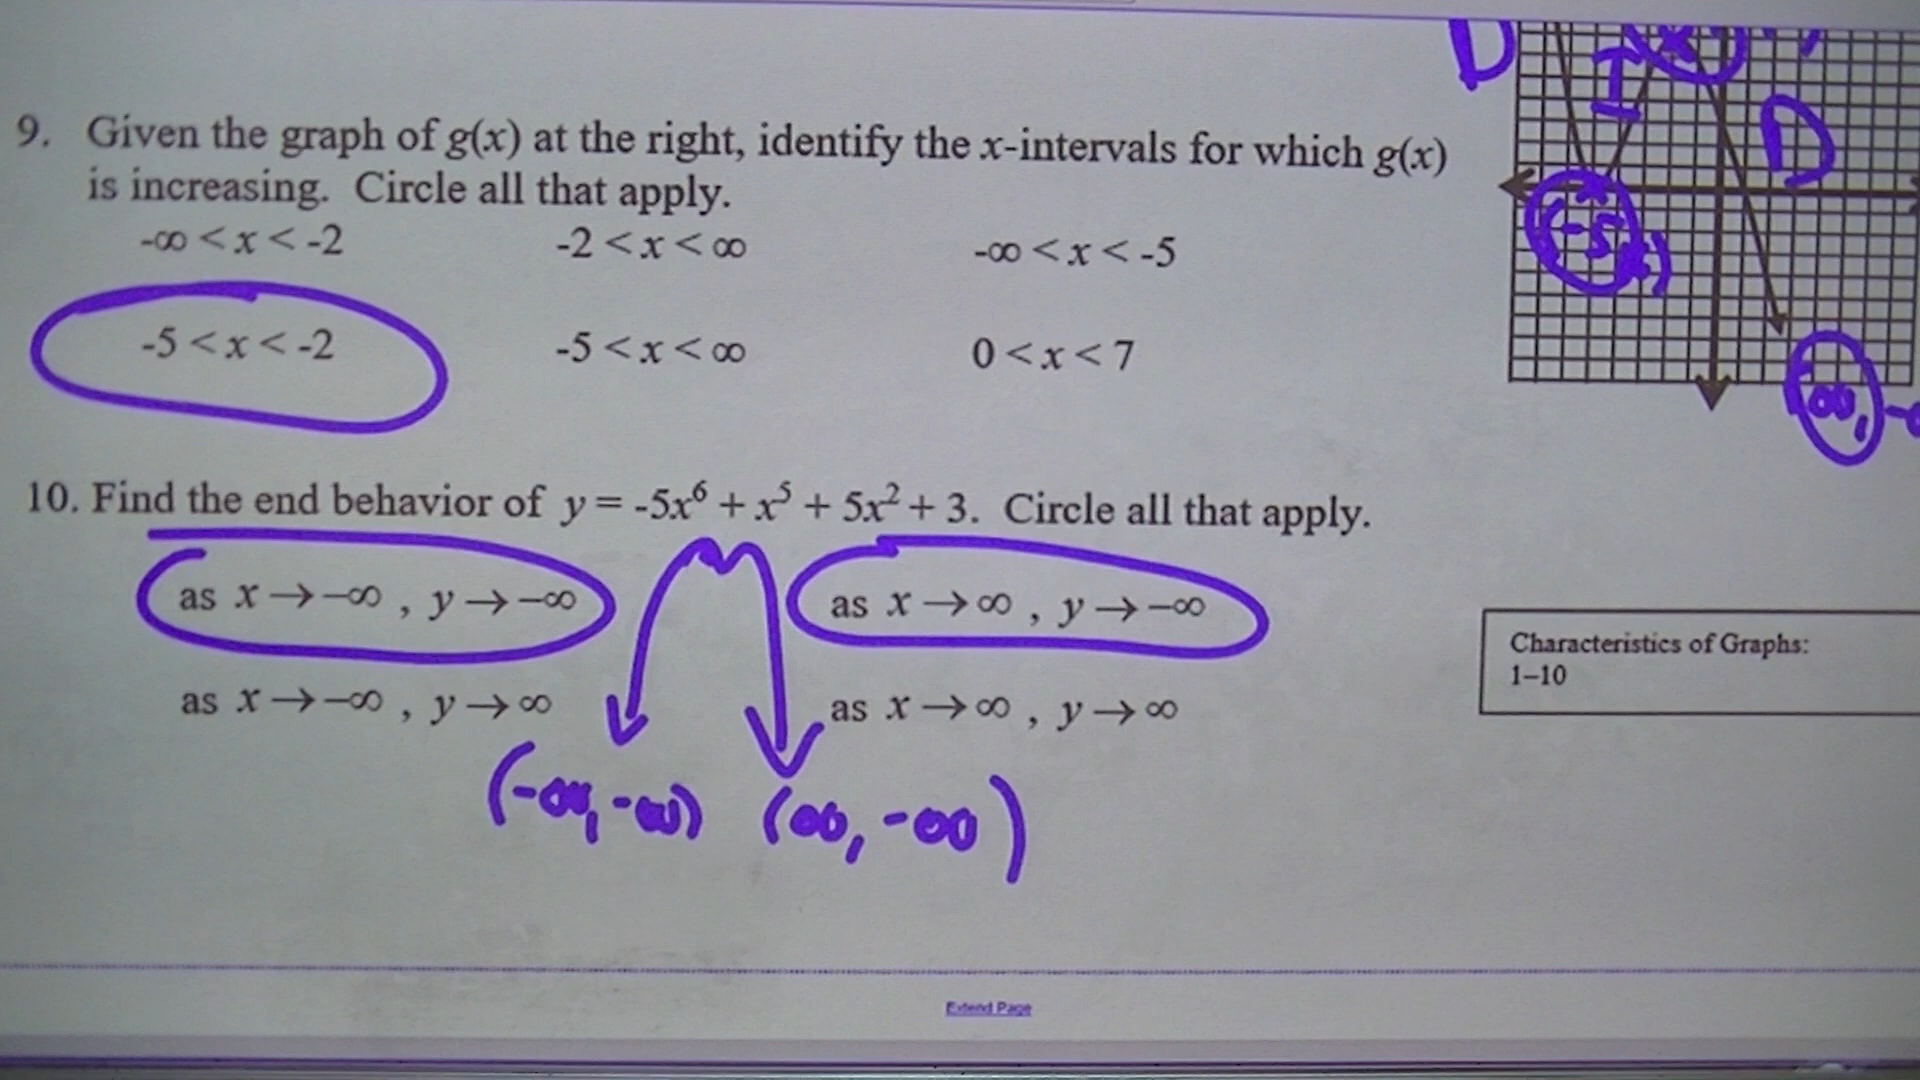 D
I
D
9. Given the graph of g(x) at the right, identify the x-intervals for which g(x)
is increasing. Circle all that apply.
-∞ < x < -2 -2 < x < ∞ -∞ < x < -5
-5 < x < -2 -5 < x < ∞ 0 < x < 7
10. Find the end behavior of y = -5x⁶ + x⁵ + 5x² + 3. Circle all that apply.
as x → -∞ , y → -∞ as x → ∞ , y → -∞
as x → -∞ , y → ∞ as x → ∞ , y → ∞
(-∞, -∞) (∞, -∞)
Characteristics of Graphs:
1–10
Extend Page